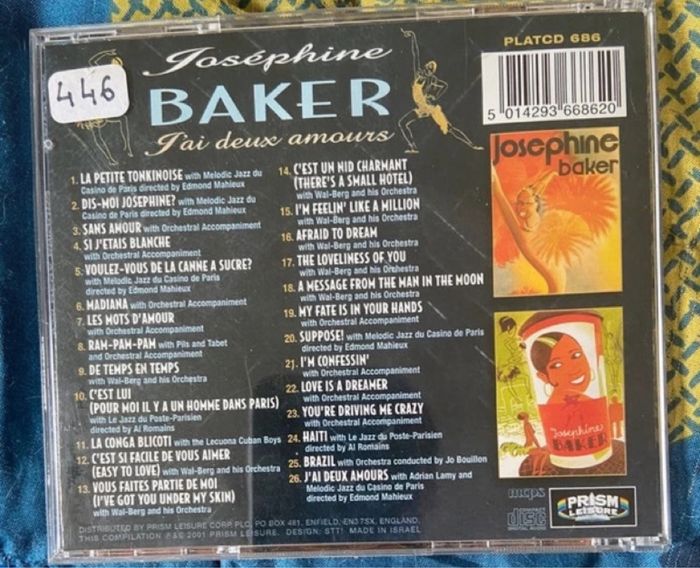 446
Joséphine
BAKER
J'ai deux amours
PLATCD 686
5 014293 668620
1. LA PETITE TONKINOISE with Melodic Jazz du
Casino de Paris directed by Edmond Mahieux
2. DIS-MOI JOSEPHINE? with Melodic Jazz du
Casino de Paris directed by Edmond Mahieux
3. SANS AMOUR with Orchestral Accompaniment
4. SI J'ETAIS BLANCHE
with Orchestral Accompaniment
5. VOULEZ-VOUS DE LA CANNE A SUCRE?
with Melodic Jazz du Casino de Paris
directed by Edmond Mahieux
6. MADIANA with Orchestral Accompaniment
7. LES MOTS D'AMOUR
with Orchestral Accompaniment
8. RAM-PAM-PAM with Pils and Tabet
and Orchestral Accompaniment
9. DE TEMPS EN TEMPS
with Wal-Berg and his Orchestra
10. C'EST LUI
(POUR MOI IL Y A UN HOMME DANS PARIS)
with Le Jazz du Poste-Parisien
directed by Al Romains
11. LA CONGA BLICOTI with the Lecuona Cuban Boys
12. C'EST SI FACILE DE VOUS AIMER
(EASY TO LOVE) with Wal-Berg and his Orchestra
13. VOUS FAITES PARTIE DE MOI
(I'VE GOT YOU UNDER MY SKIN)
with Wal-Berg and his Orchestra
14. C'EST UN NID CHARMANT
(THERE'S A SMALL HOTEL)
with Wal-Berg and his Orchestra
15. I'M FEELIN' LIKE A MILLION
with Wal-Berg and his Orchestra
16. AFRAID TO DREAM
with Wal-Berg and his Orchestra
17. THE LOVELINESS OF YOU
with Wal-Berg and his Orchestra
18. A MESSAGE FROM THE MAN IN THE MOON
with Wal-Berg and his Orchestra
19. MY FATE IS IN YOUR HANDS
with Orchestral Accompaniment
20. SUPPOSE! with Melodic Jazz du Casino de Paris
directed by Edmond Mahieux
21. I'M CONFESSIN'
with Orchestral Accompaniment
22. LOVE IS A DREAMER
with Orchestral Accompaniment
23. YOU'RE DRIVING ME CRAZY
with Orchestral Accompaniment
24. HAITI with Le Jazz du Poste-Parisien
directed by Al Romains
25. BRAZIL with Orchestra conducted by Jo Bouillon
26. J'AI DEUX AMOURS with Adrian Lamy and
Melodic Jazz du Casino de Paris
directed by Edmond Mahieux
josephine
baker
Joséphine
BAKER
mcps
COMPACT
disc
DIGITAL AUDIO
PRISM
LEISURE
DISTRIBUTED BY PRISM LEISURE CORP PLC, PO BOX 481, ENFIELD, EN3 7SX, ENGLAND.
THIS COMPILATION ℗ & © 2001 PRISM LEISURE. DESIGN: STT1 MADE IN ISRAEL